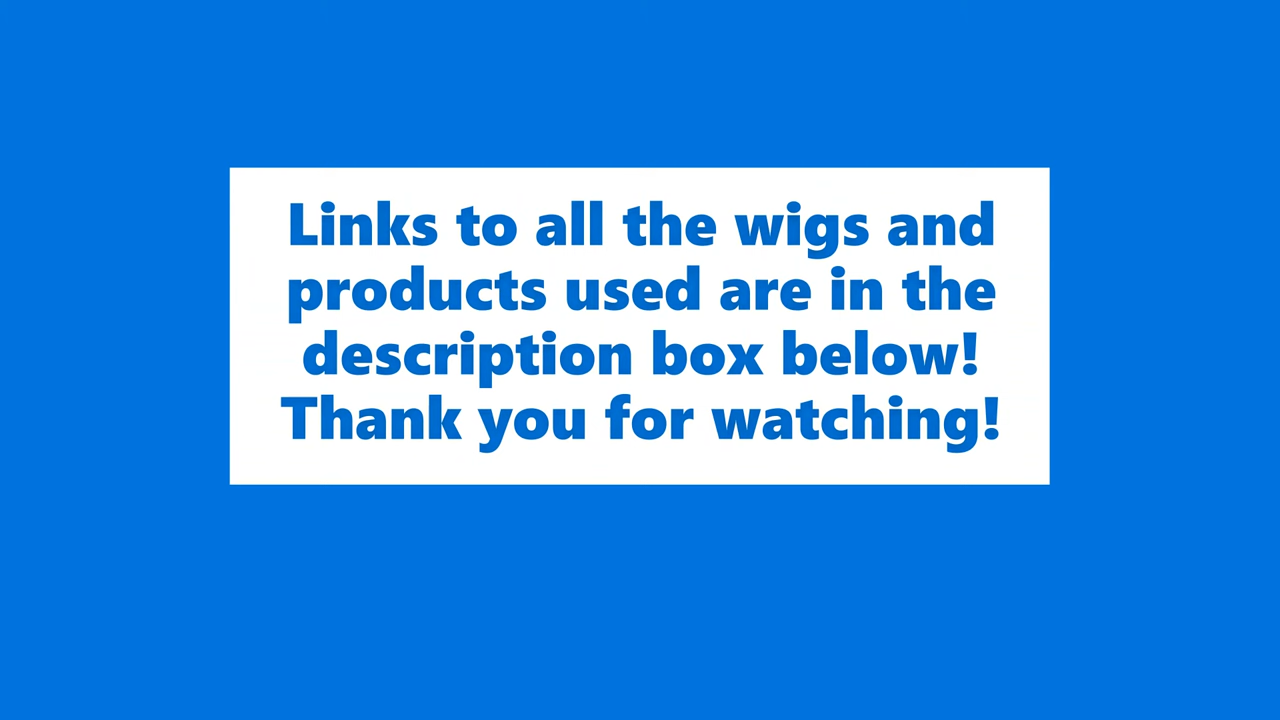 Links to all the wigs and
products used are in the
description box below!
Thank you for watching!